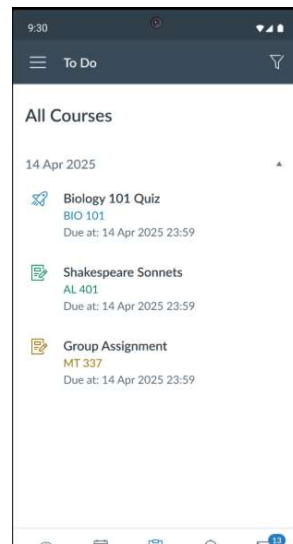 9:30
To Do
All Courses
14 Apr 2025
Biology 101 Quiz
BIO 101
Due at: 14 Apr 2025 23:59
Shakespeare Sonnets
AL 401
Due at: 14 Apr 2025 23:59
Group Assignment
MT 337
Due at: 14 Apr 2025 23:59
13